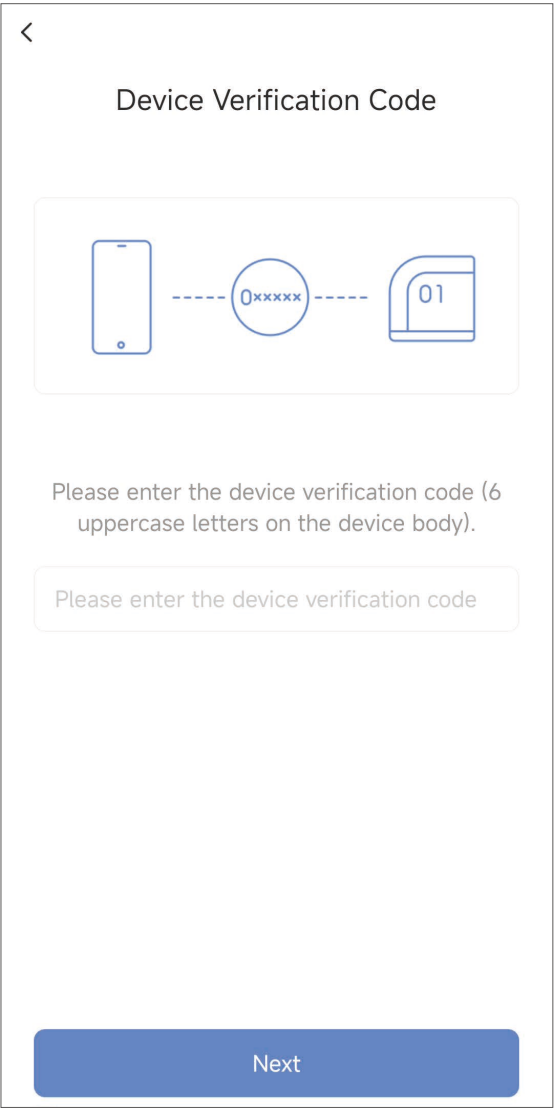 Device Verification Code
0×××××
01
Please enter the device verification code (6
uppercase letters on the device body).
Please enter the device verification code
Next